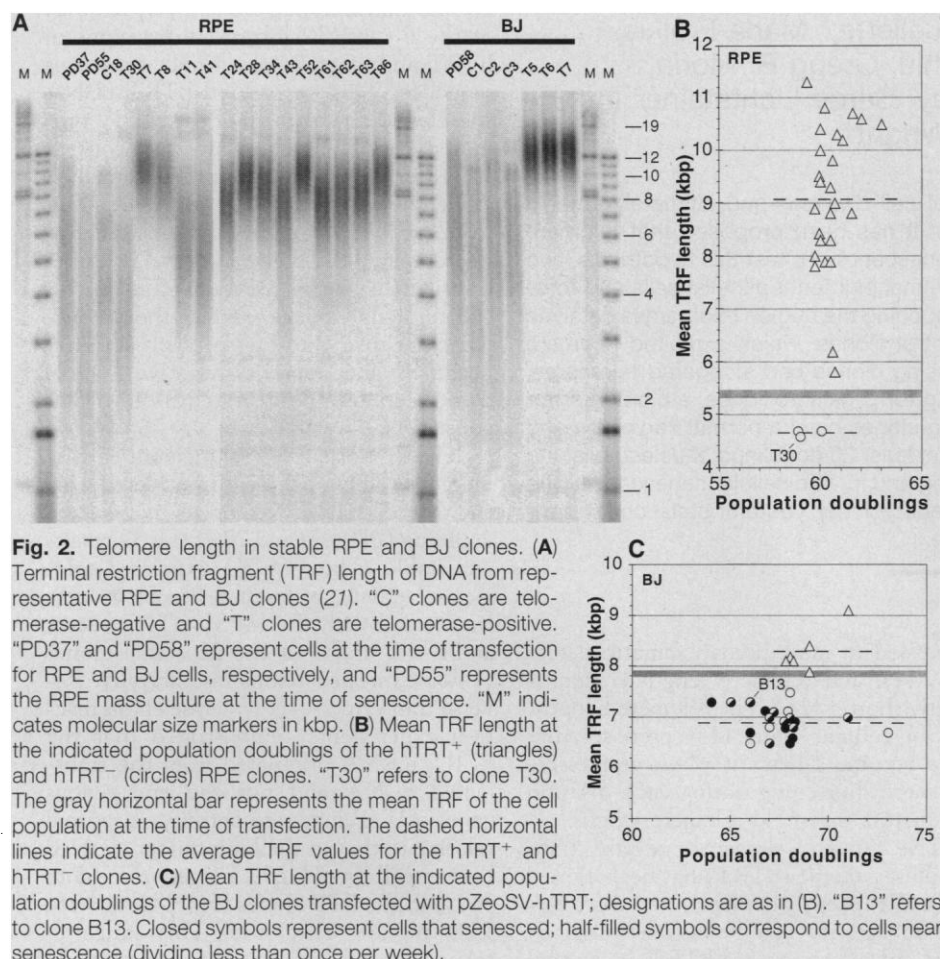 A
RPE
BJ
M M PD37 PD55 C18 T30 T7 T8 T11 T41 T24 T28 T34 T43 T52 T61 T62 T63 T86 M M PD58 C1 C2 C3 T5 T6 T7 M M
19
12
10
8
6
4
2
1
B
RPE
12
11
10
9
8
7
6
5
4
Mean TRF length (kbp)
T30
55 60 65
Population doublings
Fig. 2. Telomere length in stable RPE and BJ clones. (A)
Terminal restriction fragment (TRF) length of DNA from rep-
resentative RPE and BJ clones (21). "C" clones are telo-
merase-negative and "T" clones are telomerase-positive.
"PD37" and "PD58" represent cells at the time of transfection
for RPE and BJ cells, respectively, and "PD55" represents
the RPE mass culture at the time of senescence. "M" indi-
cates molecular size markers in kbp. (B) Mean TRF length at
the indicated population doublings of the hTRT+ (triangles)
and hTRT− (circles) RPE clones. "T30" refers to clone T30.
The gray horizontal bar represents the mean TRF of the cell
population at the time of transfection. The dashed horizontal
lines indicate the average TRF values for the hTRT+ and
hTRT− clones. (C) Mean TRF length at the indicated popu-
lation doublings of the BJ clones transfected with pZeoSV-hTRT; designations are as in (B). "B13" refers
to clone B13. Closed symbols represent cells that senesced; half-filled symbols correspond to cells near
senescence (dividing less than once per week).
C
BJ
10
9
8
7
6
5
Mean TRF length (kbp)
B13
60 65 70 75
Population doublings